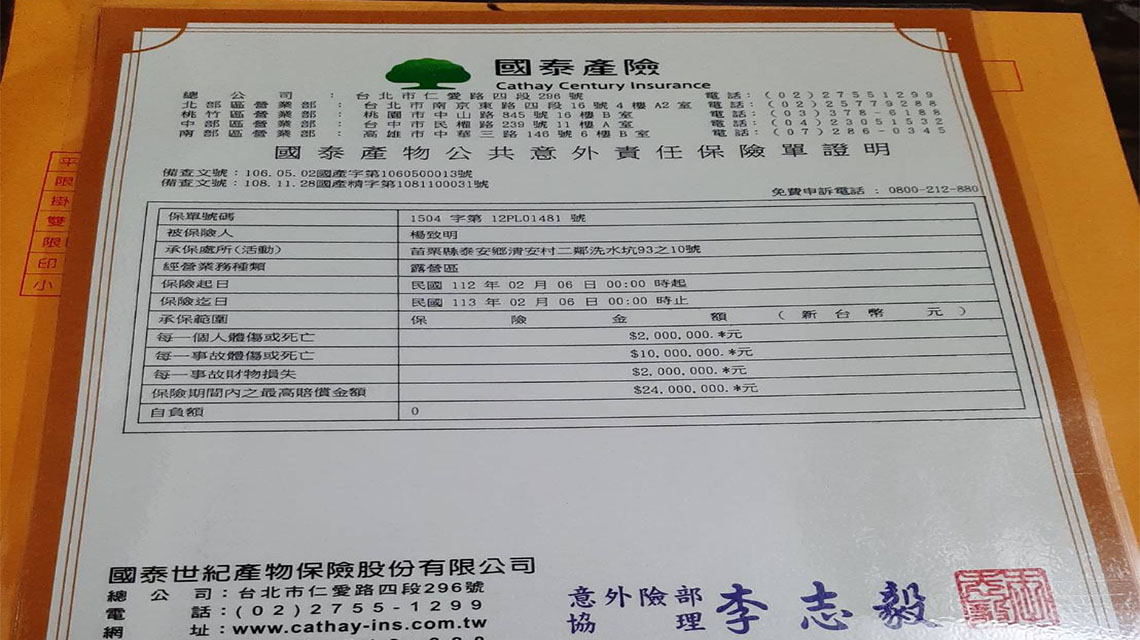 國泰產險
Cathay Century Insurance
總公司：台北市仁愛路四段296號 電話：(02)27551299
北部區營業部：台北市南京東路四段16號4樓A2室 電話：(02)25779288
桃竹區營業部：桃園市中山路845號16樓B室 電話：(03)378-6188
中部區營業部：台中市民權路239號11樓A室 電話：(04)23051532
南部區營業部：高雄市中華三路146號6樓B室 電話：(07)286-0345
國泰產物公共意外責任保險單證明
備查文號：106.05.02國產字第1060500013號
備查文號：108.11.28國產精字第1081100031號
免費申訴電話：0800-212-880
保單號碼 1504 字第 12PL01481 號
被保險人 楊致明
承保處所(活動) 苗栗縣泰安鄉清安村二鄰洗水坑93之10號
經營業務種類 露營區
保險起日 民國 112 年 02 月 06 日 00:00 時起
保險迄日 民國 113 年 02 月 06 日 00:00 時止
承保範圍 保險金額 (新台幣 元)
每一個人體傷或死亡 $2,000,000.*元
每一事故體傷或死亡 $10,000,000.*元
每一事故財物損失 $2,000,000.*元
保險期間內之最高賠償金額 $24,000,000.*元
自負額 0
國泰世紀產物保險股份有限公司
總公司：台北市仁愛路四段296號
電話：(02)2755-1299
網址：www.cathay-ins.com.tw
意外險部
協理 李志毅
平
限
掛
雙
限
印
小